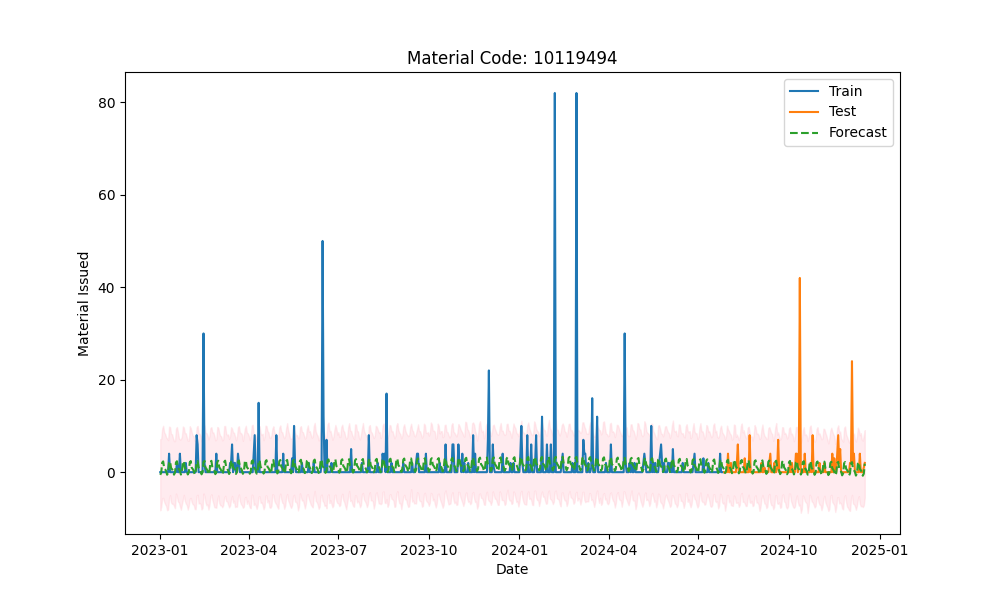 Material Code: 10119494
Train
Test
Forecast
80
60
40
20
0
Material Issued
2023-01 2023-04 2023-07 2023-10 2024-01 2024-04 2024-07 2024-10 2025-01
Date